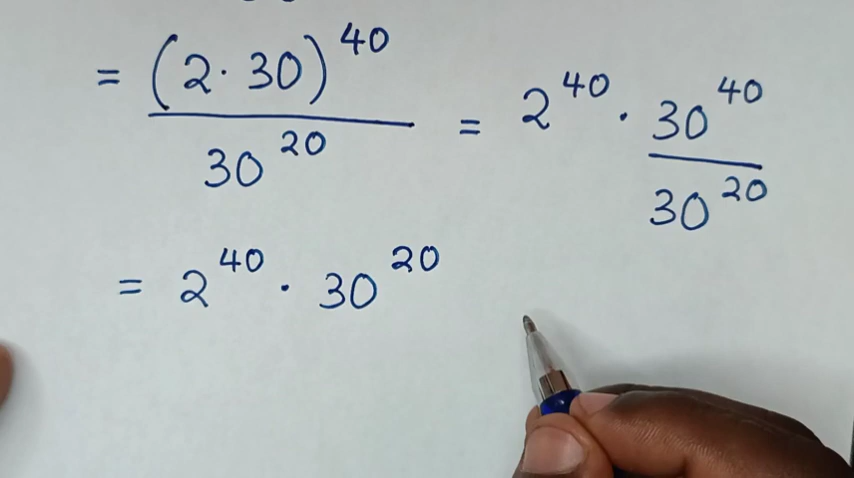 = (2 · 30)^40 / 30^20 = 2^40 · 30^40 / 30^20
= 2^40 · 30^20